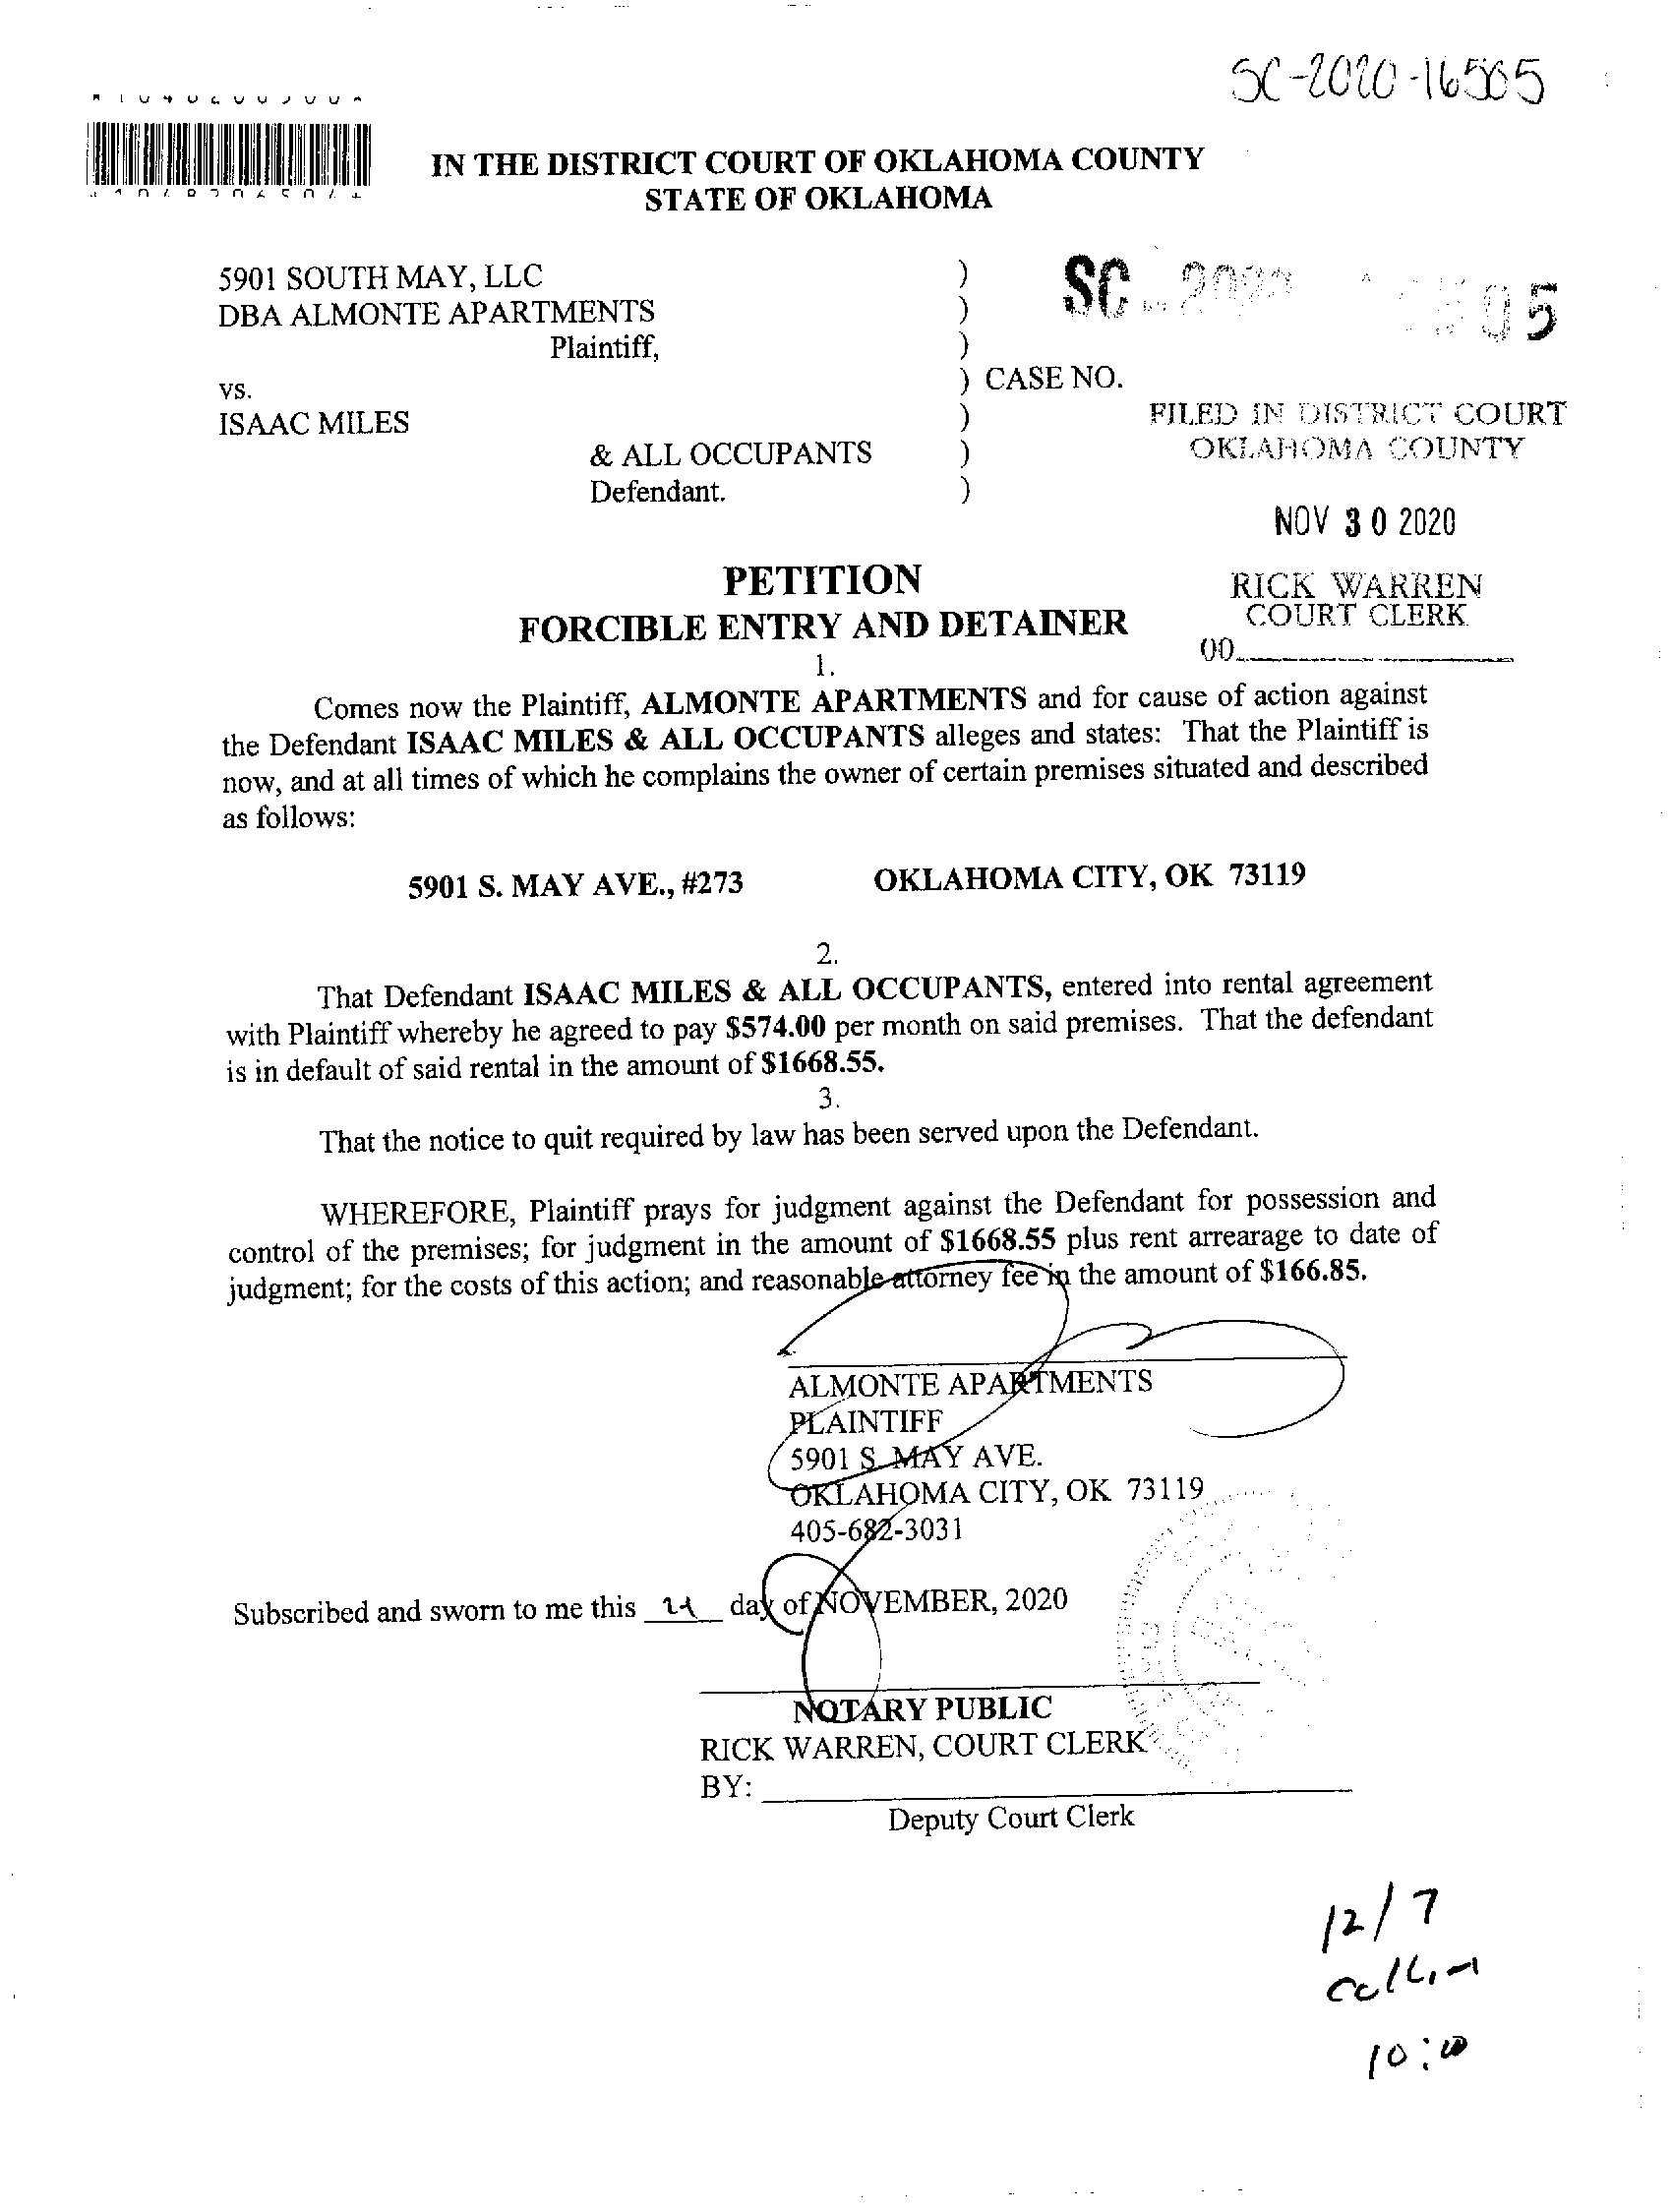 SC-2020-16505
IN THE DISTRICT COURT OF OKLAHOMA COUNTY
STATE OF OKLAHOMA
5901 SOUTH MAY, LLC )
DBA ALMONTE APARTMENTS )
Plaintiff, )
vs. ) CASE NO.
ISAAC MILES )
& ALL OCCUPANTS )
Defendant. )
SC 05
FILED IN DISTRICT COURT
OKLAHOMA COUNTY
NOV 30 2020
RICK WARREN
COURT CLERK
PETITION
FORCIBLE ENTRY AND DETAINER
1.
Comes now the Plaintiff, ALMONTE APARTMENTS and for cause of action against
the Defendant ISAAC MILES & ALL OCCUPANTS alleges and states: That the Plaintiff is
now, and at all times of which he complains the owner of certain premises situated and described
as follows:
5901 S. MAY AVE., #273 OKLAHOMA CITY, OK 73119
2.
That Defendant ISAAC MILES & ALL OCCUPANTS, entered into rental agreement
with Plaintiff whereby he agreed to pay $574.00 per month on said premises. That the defendant
is in default of said rental in the amount of $1668.55.
3.
That the notice to quit required by law has been served upon the Defendant.
WHEREFORE, Plaintiff prays for judgment against the Defendant for possession and
control of the premises; for judgment in the amount of $1668.55 plus rent arrearage to date of
judgment; for the costs of this action; and reasonable attorney fee in the amount of $166.85.
ALMONTE APARTMENTS
PLAINTIFF
5901 S. MAY AVE.
OKLAHOMA CITY, OK 73119
405-682-3031
Subscribed and sworn to me this day of NOVEMBER, 2020
NOTARY PUBLIC
RICK WARREN, COURT CLERK
BY:
Deputy Court Clerk
12/7
10:00